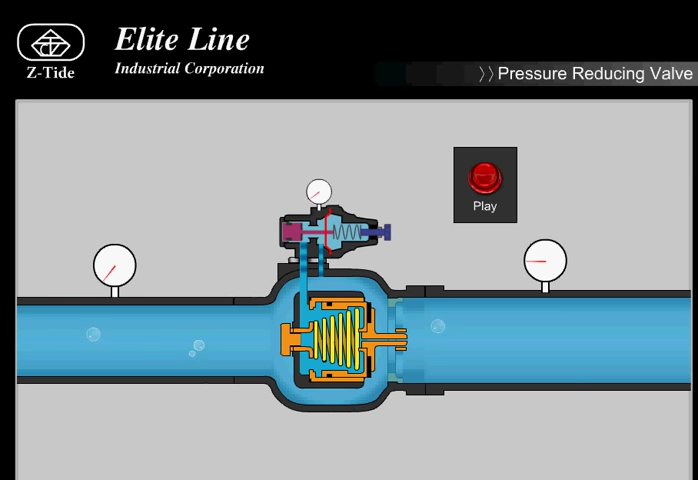 Elite Line
Industrial Corporation
Z-Tide
〉〉Pressure Reducing Valve
Play